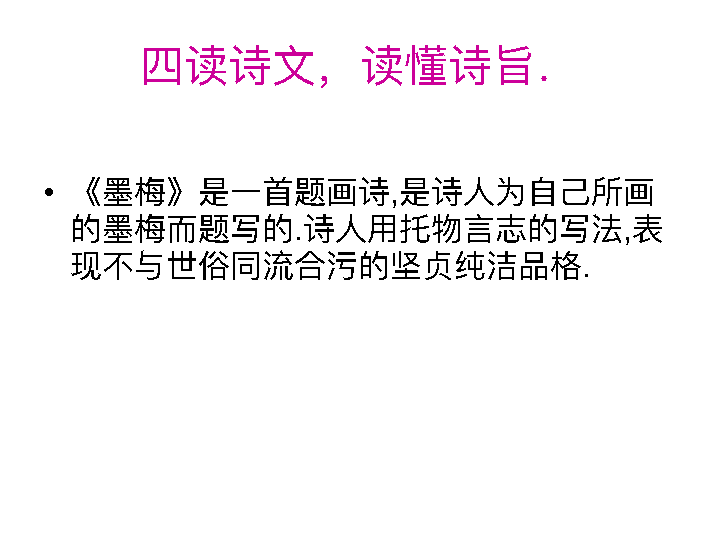 四读诗文，读懂诗旨.
• 《墨梅》是一首题画诗,是诗人为自己所画
的墨梅而题写的.诗人用托物言志的写法,表
现不与世俗同流合污的坚贞纯洁品格.